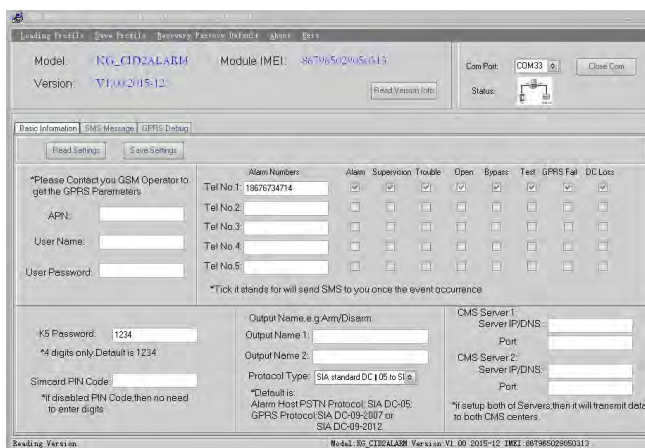 Loading Profile Save Profile Recovery Factory Default About Exit
Model: KG_CID2ALARM Module IMEI: 867965029050313
Version: V1.00 2015-12
Read Version Info
Com Port: COM33 Close Com
Status:
Basic Information SMS Message GPRS Debug
Read Settings Save Settings
*Please Contact you GSM Operator to
get the GPRS Parameters
APN:
User Name:
User Password:
Alarm Numbers Alarm Supervision Trouble Open Bypass Test GPRS Fail DC Loss
Tel No.1: 18676734714
Tel No.2:
Tel No.3:
Tel No.4:
Tel No.5:
*Tick it stands for will send SMS to you once the event occurrence
K5 Password: 1234
*4 digits only.Default is 1234
Simcard PIN Code:
*If disabled PIN Code,then no need
to enter digits
Output Name,e.g:Arm/Disarm
Output Name 1:
Output Name 2:
Protocol Type: SIA standard DC 05 to SI
*Default is:
Alarm Host PSTN Protocol: SIA DC-05;
GPRS Protocol:SIA DC-09-2007 or
SIA DC-09-2012
CMS Server 1:
Server IP/DNS:
Port:
CMS Server 2:
Server IP/DNS:
Port:
*if setup both of Servers,then it will transmit data
to both CMS centers.
Reading Version Model:KG_CID2ALARM Version:V1.00 2015-12 IMEI:867965029050313